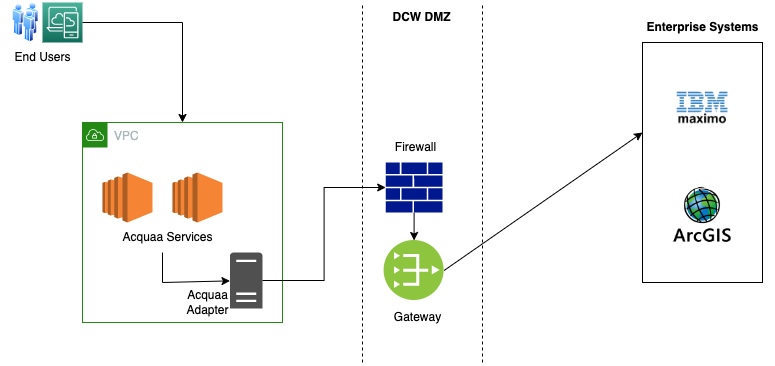 DCW DMZ
Enterprise Systems
End Users
VPC
IBM
maximo
Firewall
ArcGIS
Acquaa Services
Acquaa
Adapter
Gateway